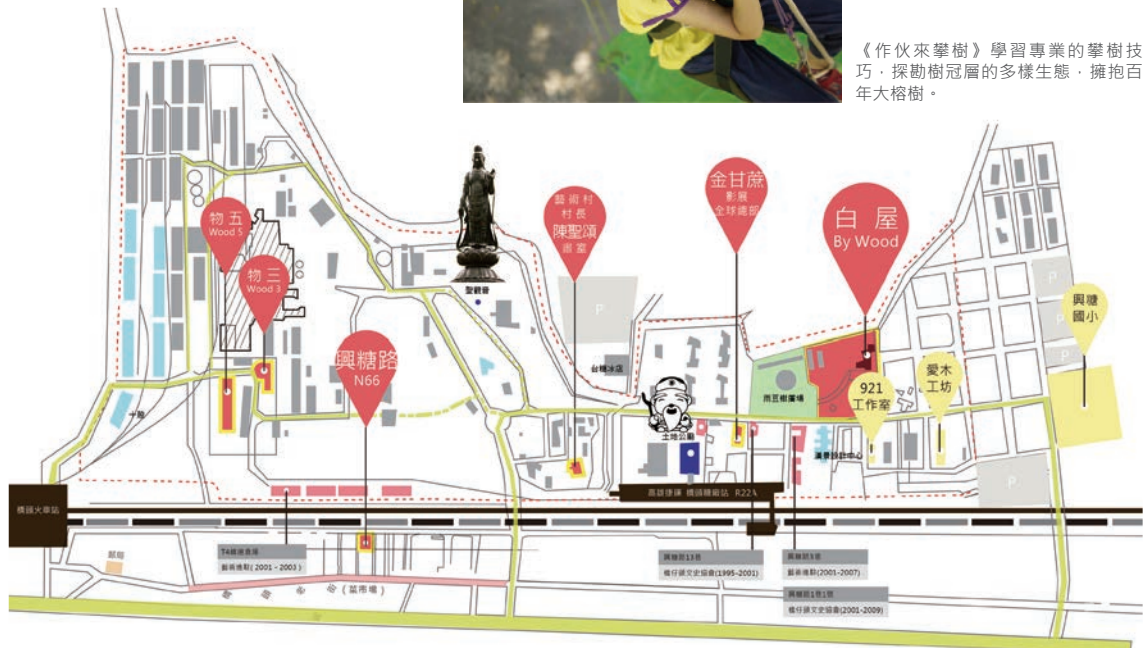 《作伙來攀樹》學習專業的攀樹技
巧，探勘樹冠層的多樣生態，擁抱百
年大榕樹。
物五
Wood 5
物三
Wood 3
興糖路
N66
聖觀音
藝術村
村長
陳聖頌
畫室
金甘蔗
影展
全球總部
白屋
By Wood
921
工作室
愛木
工坊
興糖
國小
P
P
P
P
P
台糖冰店
土地公廟
雨豆樹廣場
橋頭火車站
高雄捷運 橋頭糖廠站 R22A
藝術進駐(2001-2003)
興糖路13巷
橋仔頭文史協會(1995-2001)
興糖路3巷
藝術進駐(2001-2007)
興糖路1巷1號
橋仔頭文史協會(2001-2009)
(菜市場)